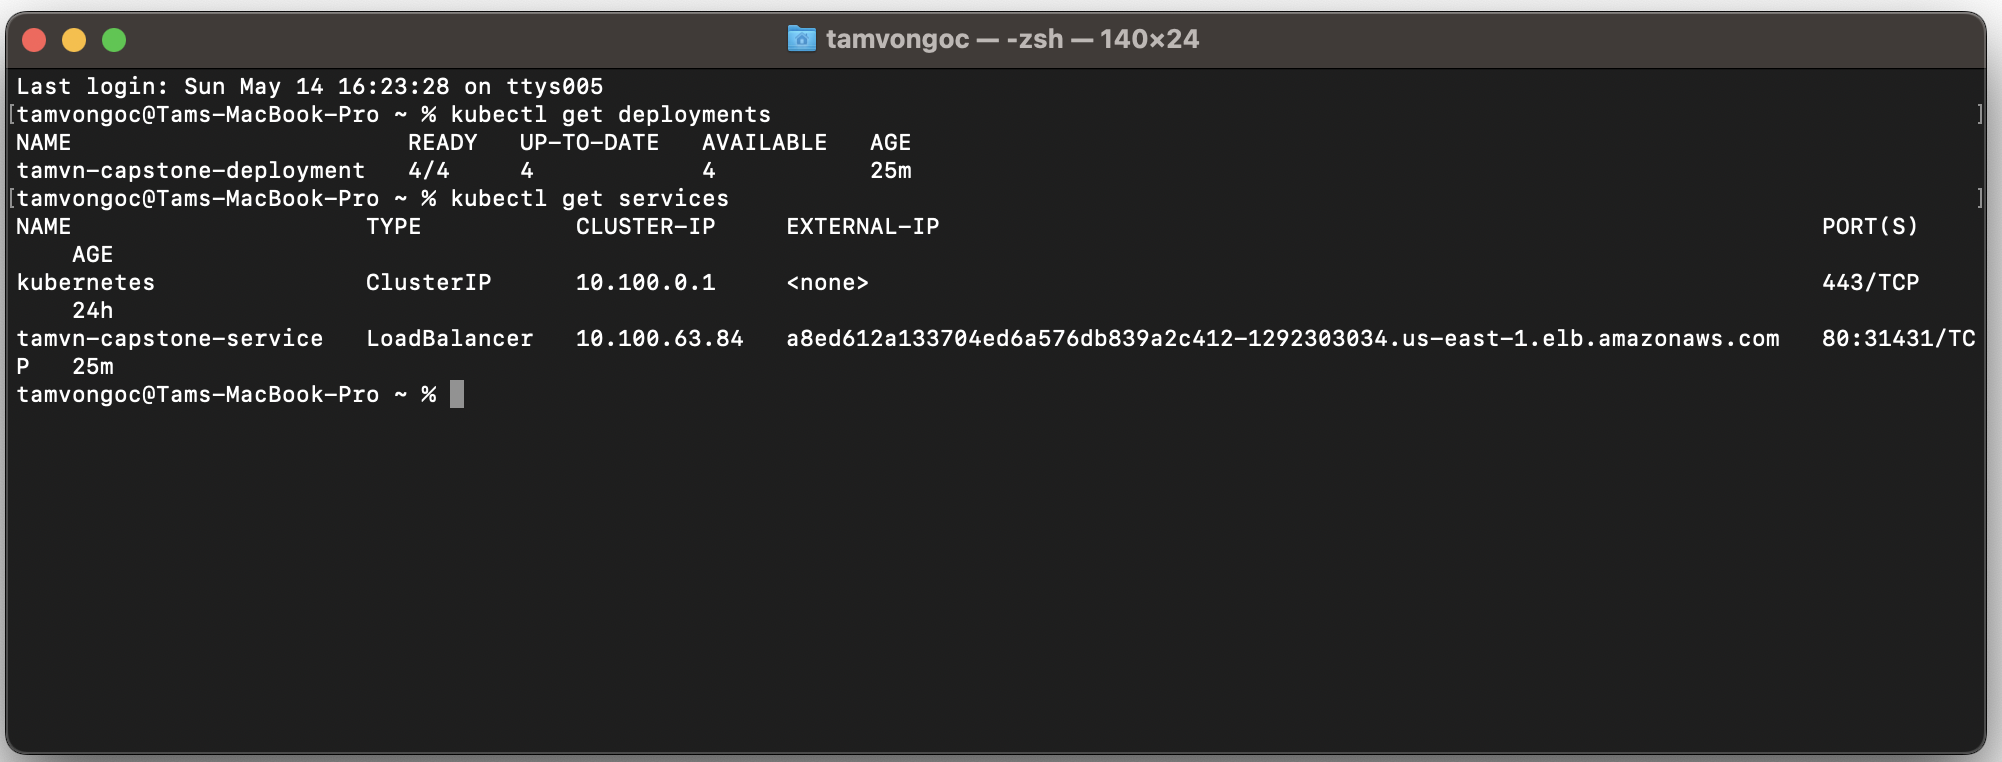 tamvongoc — -zsh — 140×24
Last login: Sun May 14 16:23:28 on ttys005
[tamvongoc@Tams-MacBook-Pro ~ % kubectl get deployments ]
NAME                        READY   UP-TO-DATE   AVAILABLE   AGE
tamvn-capstone-deployment   4/4     4            4           25m
[tamvongoc@Tams-MacBook-Pro ~ % kubectl get services ]
NAME                     TYPE           CLUSTER-IP     EXTERNAL-IP                                                               PORT(S)
    AGE
kubernetes               ClusterIP      10.100.0.1     <none>                                                                    443/TCP
    24h
tamvn-capstone-service   LoadBalancer   10.100.63.84   a8ed612a133704ed6a576db839a2c412-1292303034.us-east-1.elb.amazonaws.com   80:31431/TC
P   25m
tamvongoc@Tams-MacBook-Pro ~ %